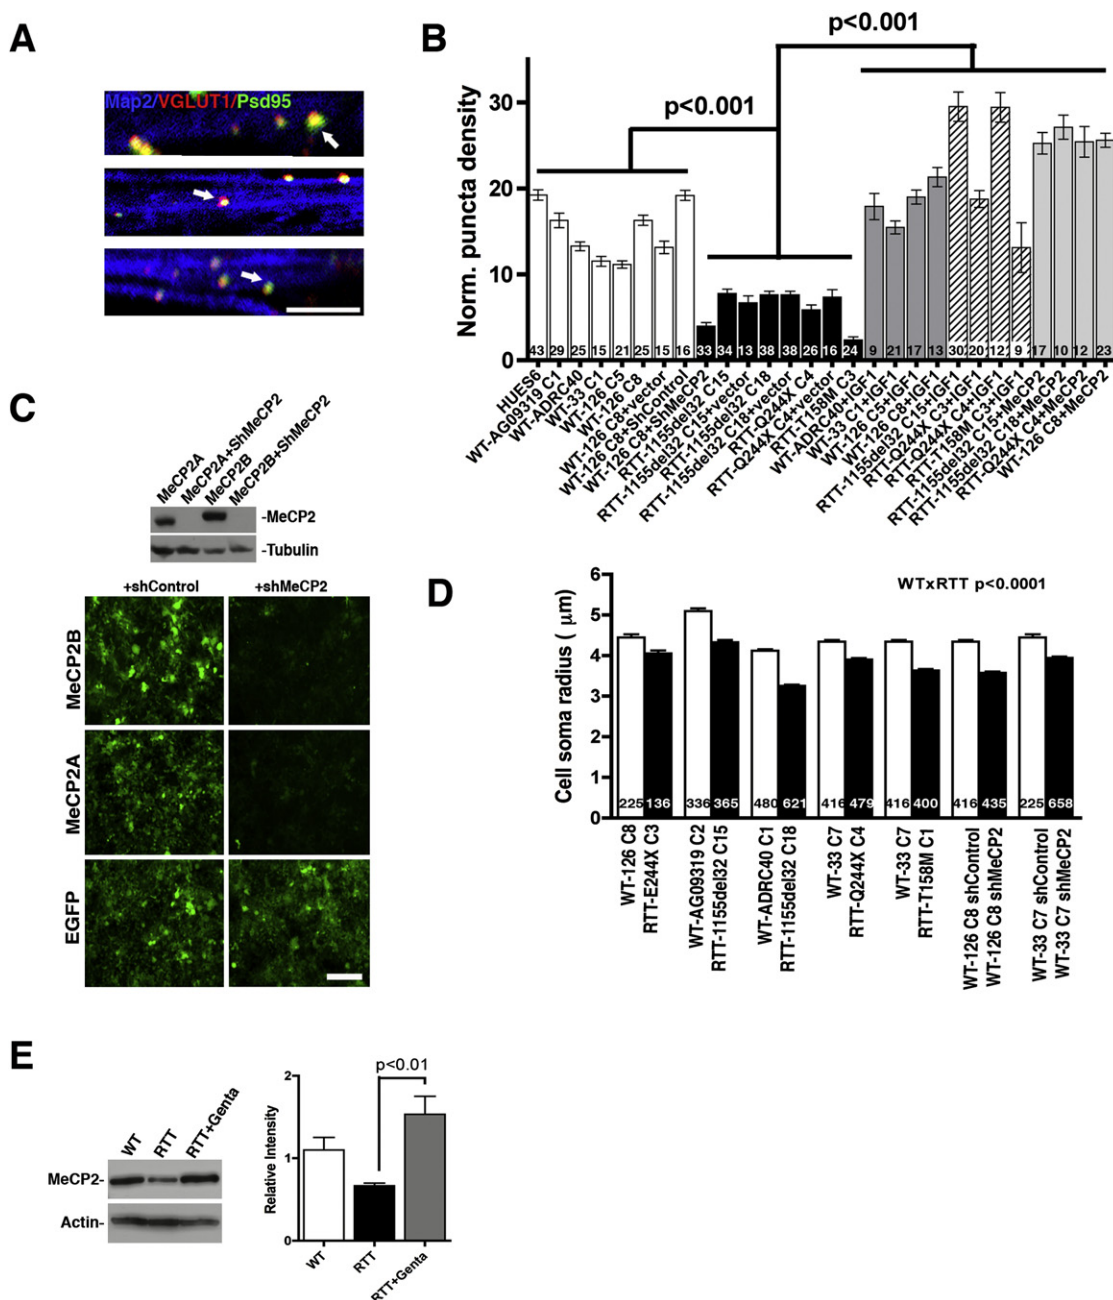 A
Map2/VGLUT1/Psd95
B
p<0.001
p<0.001
Norm. puncta density
30
20
10
0
43 29 25 15 21 25 15 16 33 34 13 38 38 26 16 24 9 21 17 13 30 20 12 9 17 10 12 23
HUES6
WT-AG09319 C1
WT-ADRC40
WT-33 C1
WT-126 C5
WT-126 C8
WT-126 C8+vector
WT-126 C8+ShControl
WT-126 C8+ShMeCP2
RTT-1155del32 C15
RTT-1155del32 C15+vector
RTT-1155del32 C18
RTT-1155del32 C18+vector
RTT-Q244X C4
RTT-Q244X C4+vector
RTT-T158M C3
WT-ADRC40+IGF1
WT-33 C1+IGF1
WT-126 C5+IGF1
WT-126 C8+IGF1
RTT-1155del32 C15+IGF1
RTT-Q244X C3+IGF1
RTT-Q244X C4+IGF1
RTT-T158M C3+IGF1
RTT-1155del32 C15+MeCP2
RTT-1155del32 C18+MeCP2
RTT-Q244X C4+MeCP2
WT-126 C8+MeCP2
C
MeCP2A
MeCP2A+ShMeCP2
MeCP2B
MeCP2B+ShMeCP2
-MeCP2
-Tubulin
+shControl
+shMeCP2
MeCP2B
MeCP2A
EGFP
D
WTxRTT p<0.0001
Cell soma radius ( μm)
6
5
4
3
2
1
0
225 136 336 365 480 621 416 479 416 400 416 435 225 658
WT-126 C8
RTT-E244X C3
WT-AG09319 C2
RTT-1155del32 C15
WT-ADRC40 C1
RTT-1155del32 C18
WT-33 C7
RTT-Q244X C4
WT-33 C7
RTT-T158M C1
WT-126 C8 shControl
WT-126 C8 shMeCP2
WT-33 C7 shControl
WT-33 C7 shMeCP2
E
WT
RTT
RTT+Genta
MeCP2-
Actin-
p<0.01
Relative Intensity
2
1
0
WT
RTT
RTT+Genta